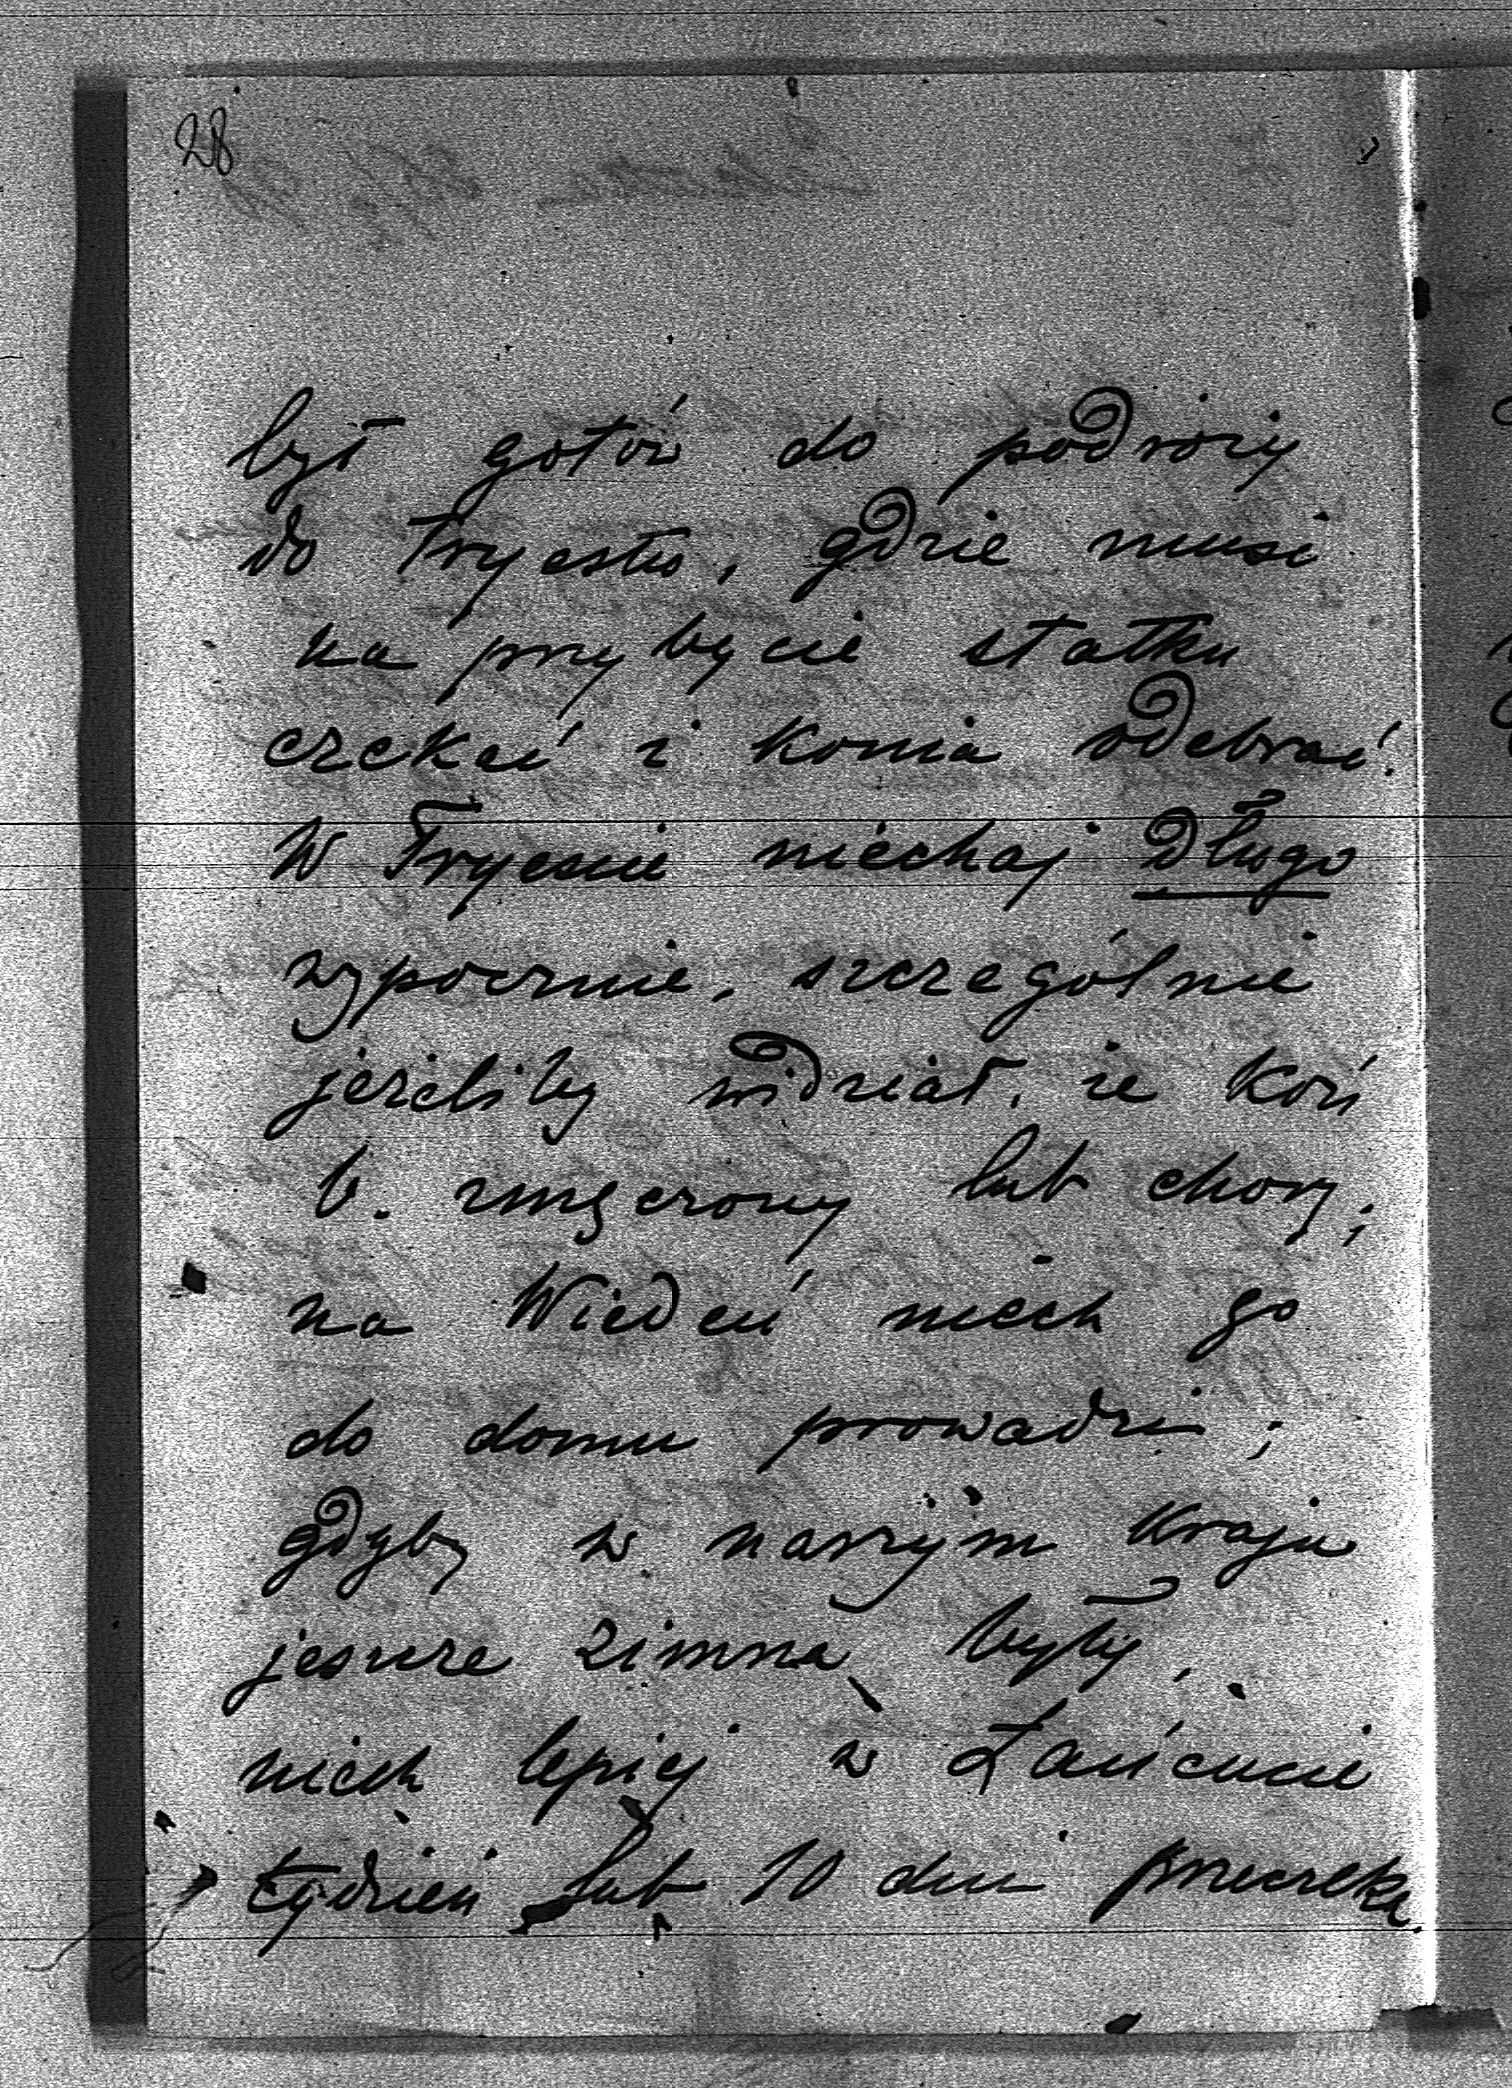 28
był gotów do podróży
do Tryestu, gdzie musi
na przybycie statku
czekać i konia odebrać.
W Tryeście niechaj długo
wypocznie, szczególnie
jeżeliby widział, że koń
b. zmęczony lub chory;
na Wiedeń niech go
do domu prowadzi;
gdyby w naszym kraju
jeszcze zimna były,
niech lepiej w Łańcucie
tydzień lub 10 dni przeczeka.